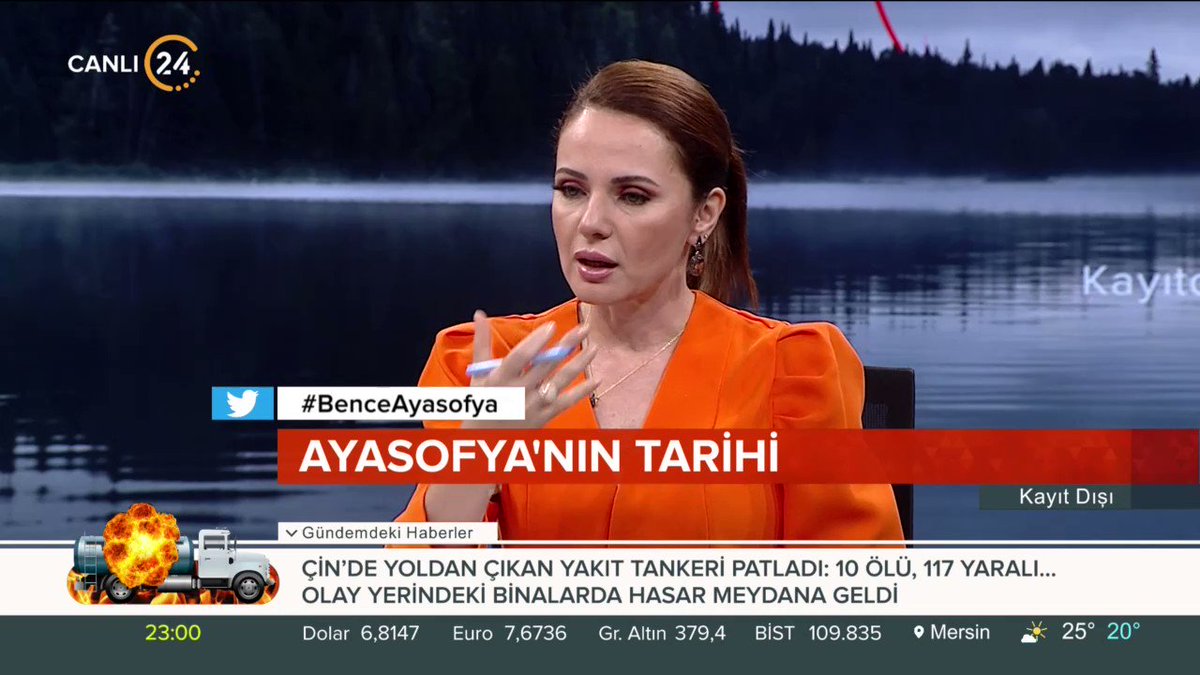 CANLI 24
Kayıtd
#BenceAyasofya
AYASOFYA'NIN TARİHİ
Kayıt Dışı
Gündemdeki Haberler
ÇİN’DE YOLDAN ÇIKAN YAKIT TANKERİ PATLADI: 10 ÖLÜ, 117 YARALI...
OLAY YERİNDEKİ BİNALARDA HASAR MEYDANA GELDİ
23:00 Dolar 6,8147 Euro 7,6736 Gr. Altın 379,4 BİST 109.835 Mersin 25° 20°